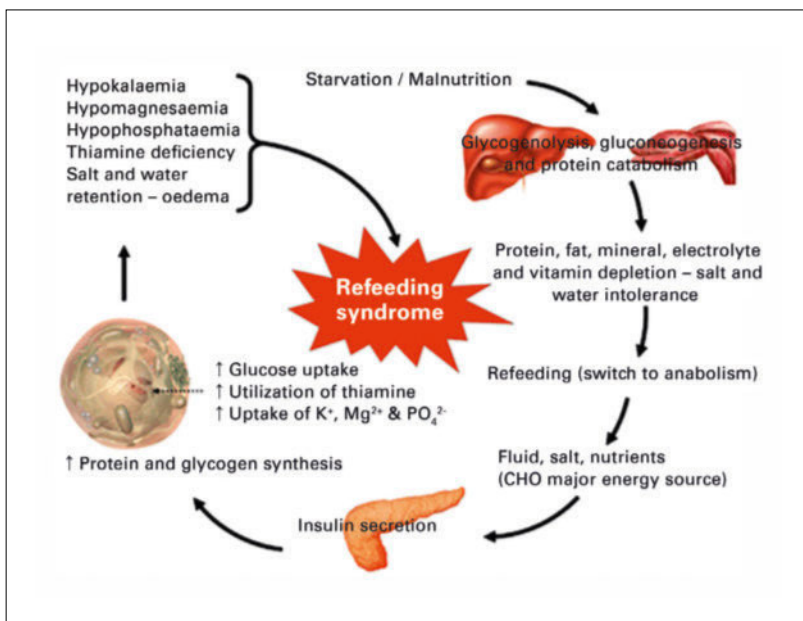 Starvation / Malnutrition
Glycogenolysis, gluconeogenesis
and protein catabolism
Protein, fat, mineral, electrolyte
and vitamin depletion – salt and
water intolerance
Refeeding (switch to anabolism)
Fluid, salt, nutrients
(CHO major energy source)
Insulin secretion
↑ Protein and glycogen synthesis
↑ Glucose uptake
↑ Utilization of thiamine
↑ Uptake of K⁺, Mg²⁺ & PO₄²⁻
Hypokalaemia
Hypomagnesaemia
Hypophosphataemia
Thiamine deficiency
Salt and water
retention – oedema
Refeeding
syndrome